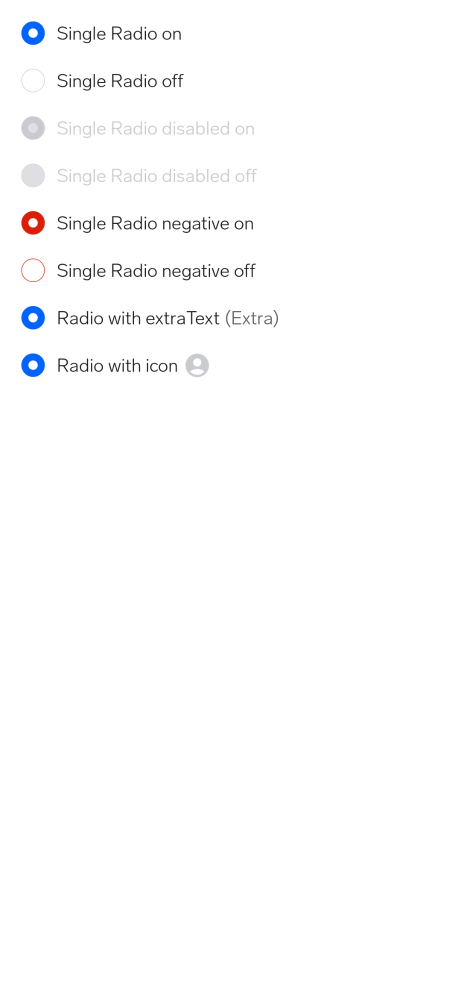 Single Radio on
Single Radio off
Single Radio disabled on
Single Radio disabled off
Single Radio negative on
Single Radio negative off
Radio with extraText (Extra)
Radio with icon